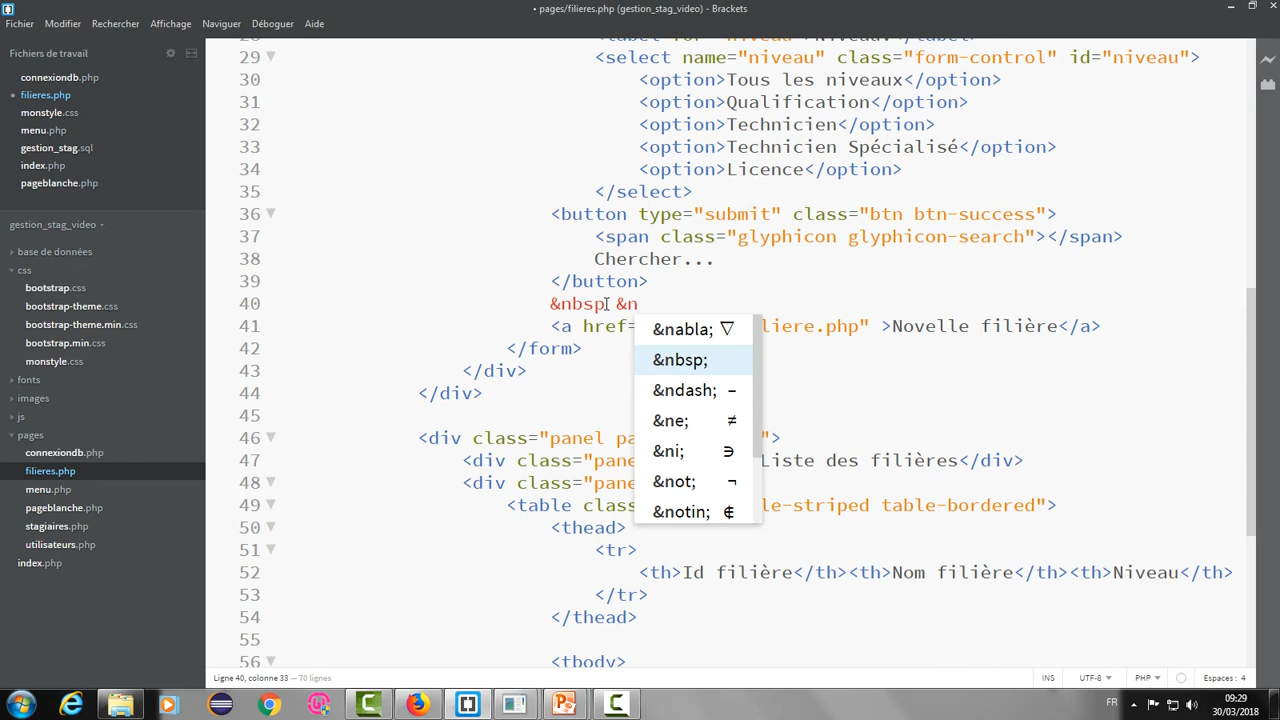 • pages/filieres.php (gestion_stag_video) - Brackets
Fichier Modifier Rechercher Affichage Naviguer Déboguer Aide
Fichiers de travail
connexiondb.php
• filieres.php
monstyle.css
menu.php
gestion_stag.sql
index.php
pageblanche.php
gestion_stag_video
base de données
css
bootstrap.css
bootstrap-theme.css
bootstrap-theme.min.css
bootstrap.min.css
monstyle.css
fonts
images
js
pages
connexiondb.php
filieres.php
menu.php
pageblanche.php
stagiaires.php
utilisateurs.php
index.php
29 <select name="niveau" class="form-control" id="niveau">
30 <option>Tous les niveaux</option>
31 <option>Qualification</option>
32 <option>Technicien</option>
33 <option>Technicien Spécialisé</option>
34 <option>Licence</option>
35 </select>
36 <button type="submit" class="btn btn-success">
37 <span class="glyphicon glyphicon-search"></span>
38 Chercher...
39 </button>
40 &nbsp &n
41 <a href= liere.php" >Novelle filière</a>
42 </form>
43 </div>
44 </div>
45
46 <div class="panel pa ">
47 <div class="pane Liste des filières</div>
48 <div class="pane
49 <table clas le-striped table-bordered">
50 <thead>
51 <tr>
52 <th>Id filière</th><th>Nom filière</th><th>Niveau</th>
53 </tr>
54 </thead>
55
56 <tbody>
&nabla; ▽
&nbsp;
&ndash; –
&ne; ≠
&ni; ∋
&not; ¬
&notin; ∉
Ligne 40, colonne 33 — 70 lignes
INS UTF-8 PHP Espaces : 4
FR 09:29
30/03/2018